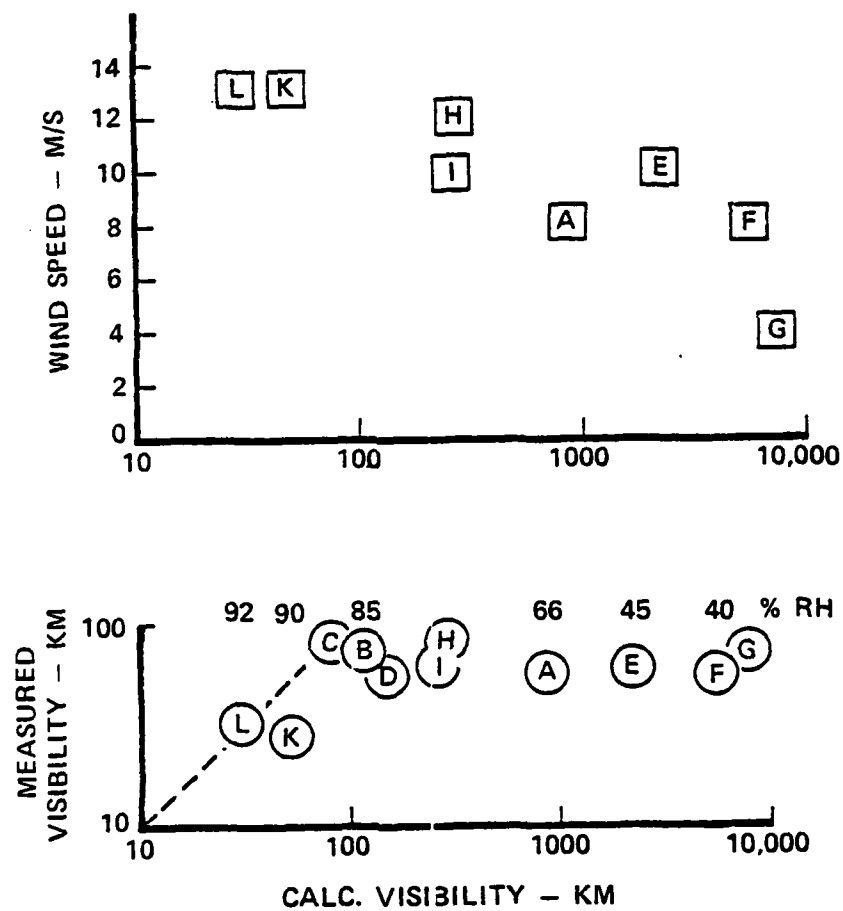 WIND SPEED – M/S
14
L K
12
H
10
I
E
8
A
F
6
4
G
2
0
10 100 1000 10,000
MEASURED
VISIBILITY – KM
100
92 90 85 66 45 40 % RH
C B D H I A E F G
L K
10
10 100 1000 10,000
CALC. VISIBILITY – KM